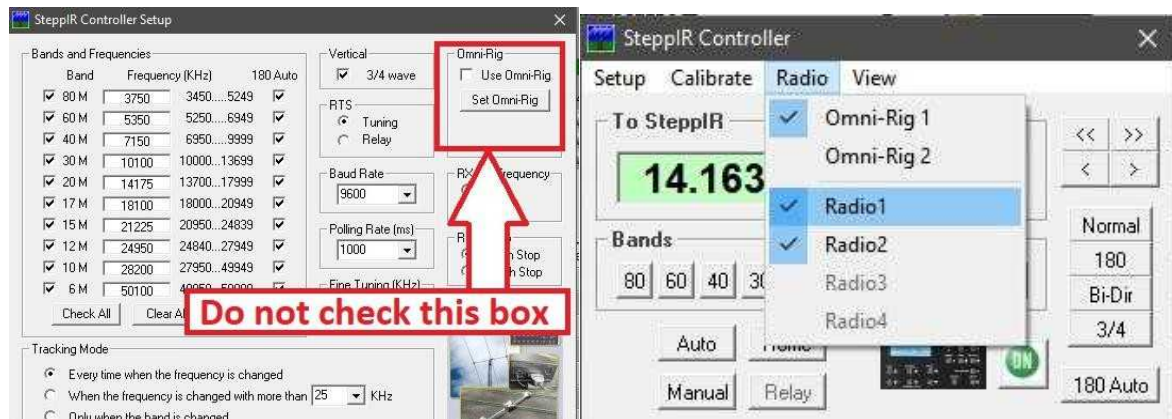 SteppIR Controller Setup
Bands and Frequencies
Band Frequency (KHz) 180 Auto
80 M 3750 3450.....5249
60 M 5350 5250.....6949
40 M 7150 6950.....9999
30 M 10100 10000...13699
20 M 14175 13700...17999
17 M 18100 18000...20949
15 M 21225 20950...24839
12 M 24950 24840...27949
10 M 28200 27950...49949
6 M 50100
Check All Clear
Tracking Mode
Every time when the frequency is changed
When the frequency is changed with more than 25 KHz
Only when the band is changed
Vertical
3/4 wave
RTS
Tuning
Relay
Baud Rate
9600
Polling Rate (ms)
1000
Fine Tuning (KHz)
Omni-Rig
Use Omni-Rig
Set Omni-Rig
Stop
Stop
Do not check this box
SteppIR Controller
Setup Calibrate Radio View
Omni-Rig 1
Omni-Rig 2
Radio1
Radio2
Radio3
Radio4
To SteppIR
14.163
Bands
80 60 40
Auto
Manual Relay
<< >>
< >
Normal
180
Bi-Dir
3/4
ON
180 Auto